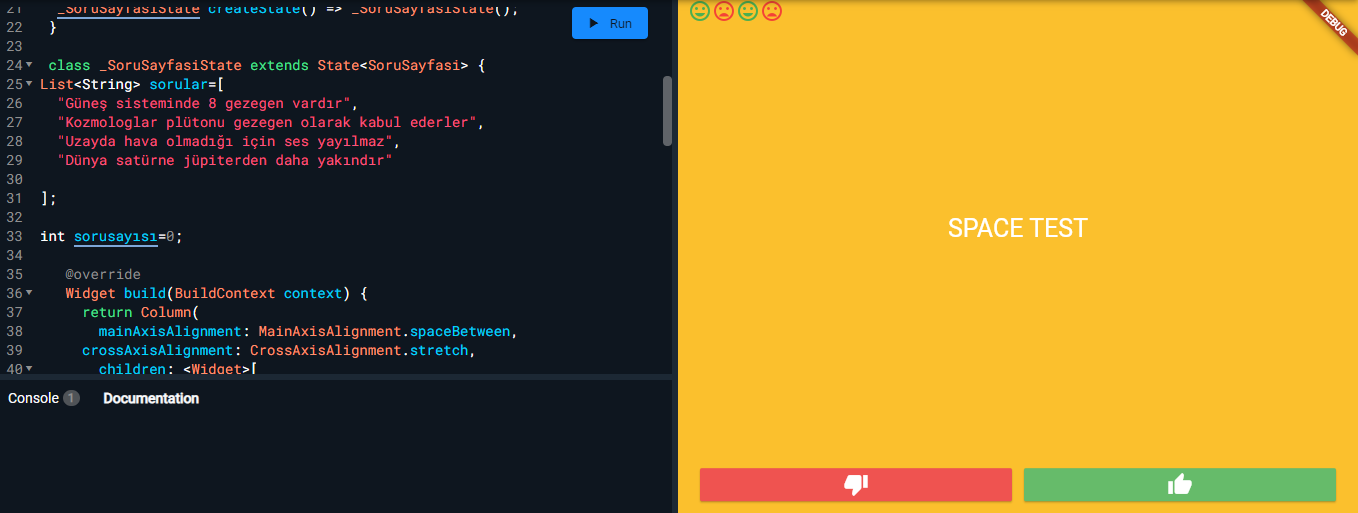 21 _SoruSayfasiState createState() => _SoruSayfasiState();
22 }
23
24 class _SoruSayfasiState extends State<SoruSayfasi> {
25 List<String> sorular=[
26 "Güneş sisteminde 8 gezegen vardır",
27 "Kozmologlar plütonu gezegen olarak kabul ederler",
28 "Uzayda hava olmadığı için ses yayılmaz",
29 "Dünya satürne jüpiterden daha yakındır"
30
31 ];
32
33 int sorusayısı=0;
34
35 @override
36 Widget build(BuildContext context) {
37 return Column(
38 mainAxisAlignment: MainAxisAlignment.spaceBetween,
39 crossAxisAlignment: CrossAxisAlignment.stretch,
40 children: <Widget>[
Run
Console 1 Documentation
DEBUG
SPACE TEST